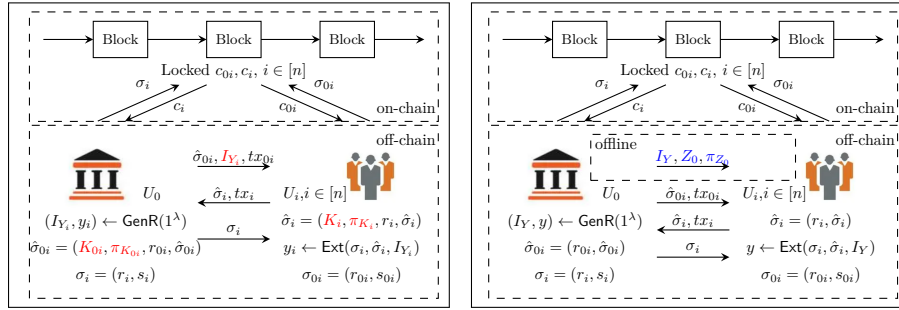 Block Block Block
Locked c_{0i}, c_i, i ∈ [n]
σ_i σ_{0i}
c_i c_{0i}
on-chain
off-chain
σ̂_{0i}, I_{Y_i}, tx_{0i}
σ̂_i, tx_i
U_0 U_i, i ∈ [n]
(I_{Y_i}, y_i) ← GenR(1^λ) σ̂_i = (K_i, π_{K_i}, r_i, σ̂_i)
σ_i
σ̂_{0i} = (K_{0i}, π_{K_{0i}}, r_{0i}, σ̂_{0i}) y_i ← Ext(σ_i, σ̂_i, I_{Y_i})
σ_i = (r_i, s_i) σ_{0i} = (r_{0i}, s_{0i})
Block Block Block
Locked c_{0i}, c_i, i ∈ [n]
σ_i σ_{0i}
c_i c_{0i}
on-chain
off-chain
offline
I_Y, Z_0, π_{Z_0}
U_0 σ̂_{0i}, tx_{0i} U_i, i ∈ [n]
(I_Y, y) ← GenR(1^λ) σ̂_i, tx_i σ̂_i = (r_i, σ̂_i)
σ̂_{0i} = (r_{0i}, σ̂_{0i}) σ_i y ← Ext(σ_i, σ̂_i, I_Y)
σ_i = (r_i, s_i) σ_{0i} = (r_{0i}, s_{0i})